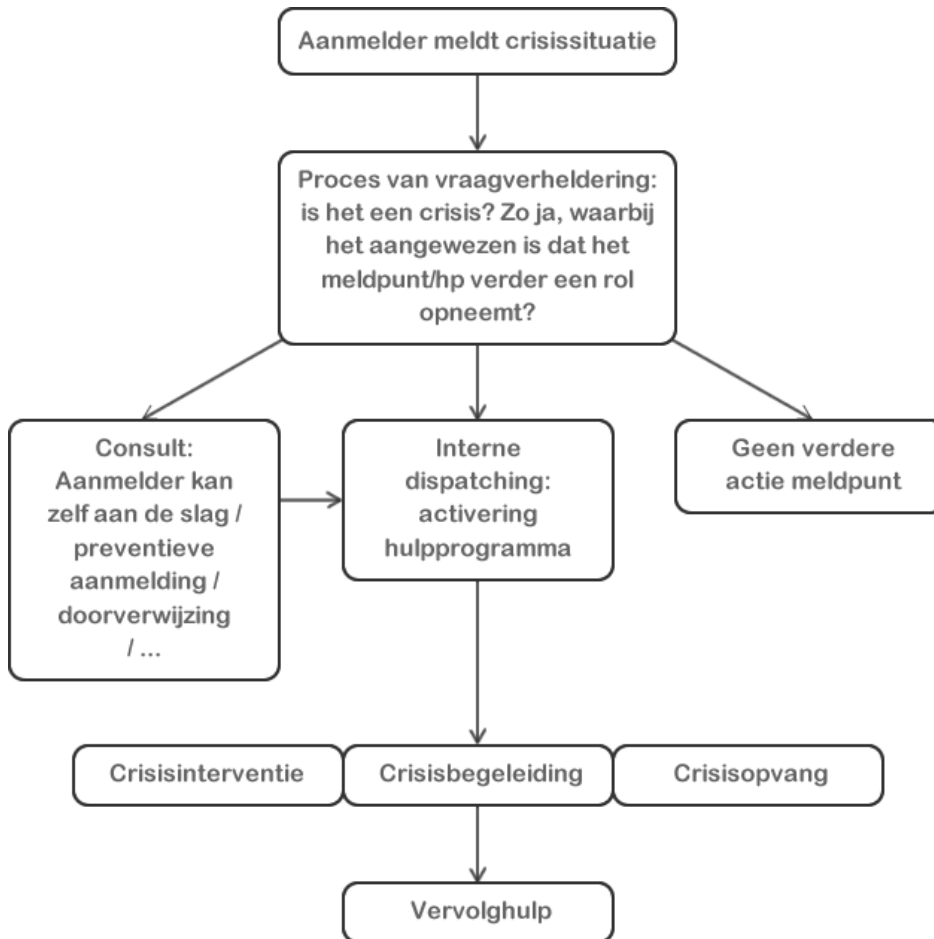 Aanmelder meldt crisissituatie
Proces van vraagverheldering:
is het een crisis? Zo ja, waarbij
het aangewezen is dat het
meldpunt/hp verder een rol
opneemt?
Consult:
Aanmelder kan
zelf aan de slag /
preventieve
aanmelding /
doorverwijzing
/ ...
Interne
dispatching:
activering
hulpprogramma
Geen verdere
actie meldpunt
Crisisinterventie
Crisisbegeleiding
Crisisopvang
Vervolghulp